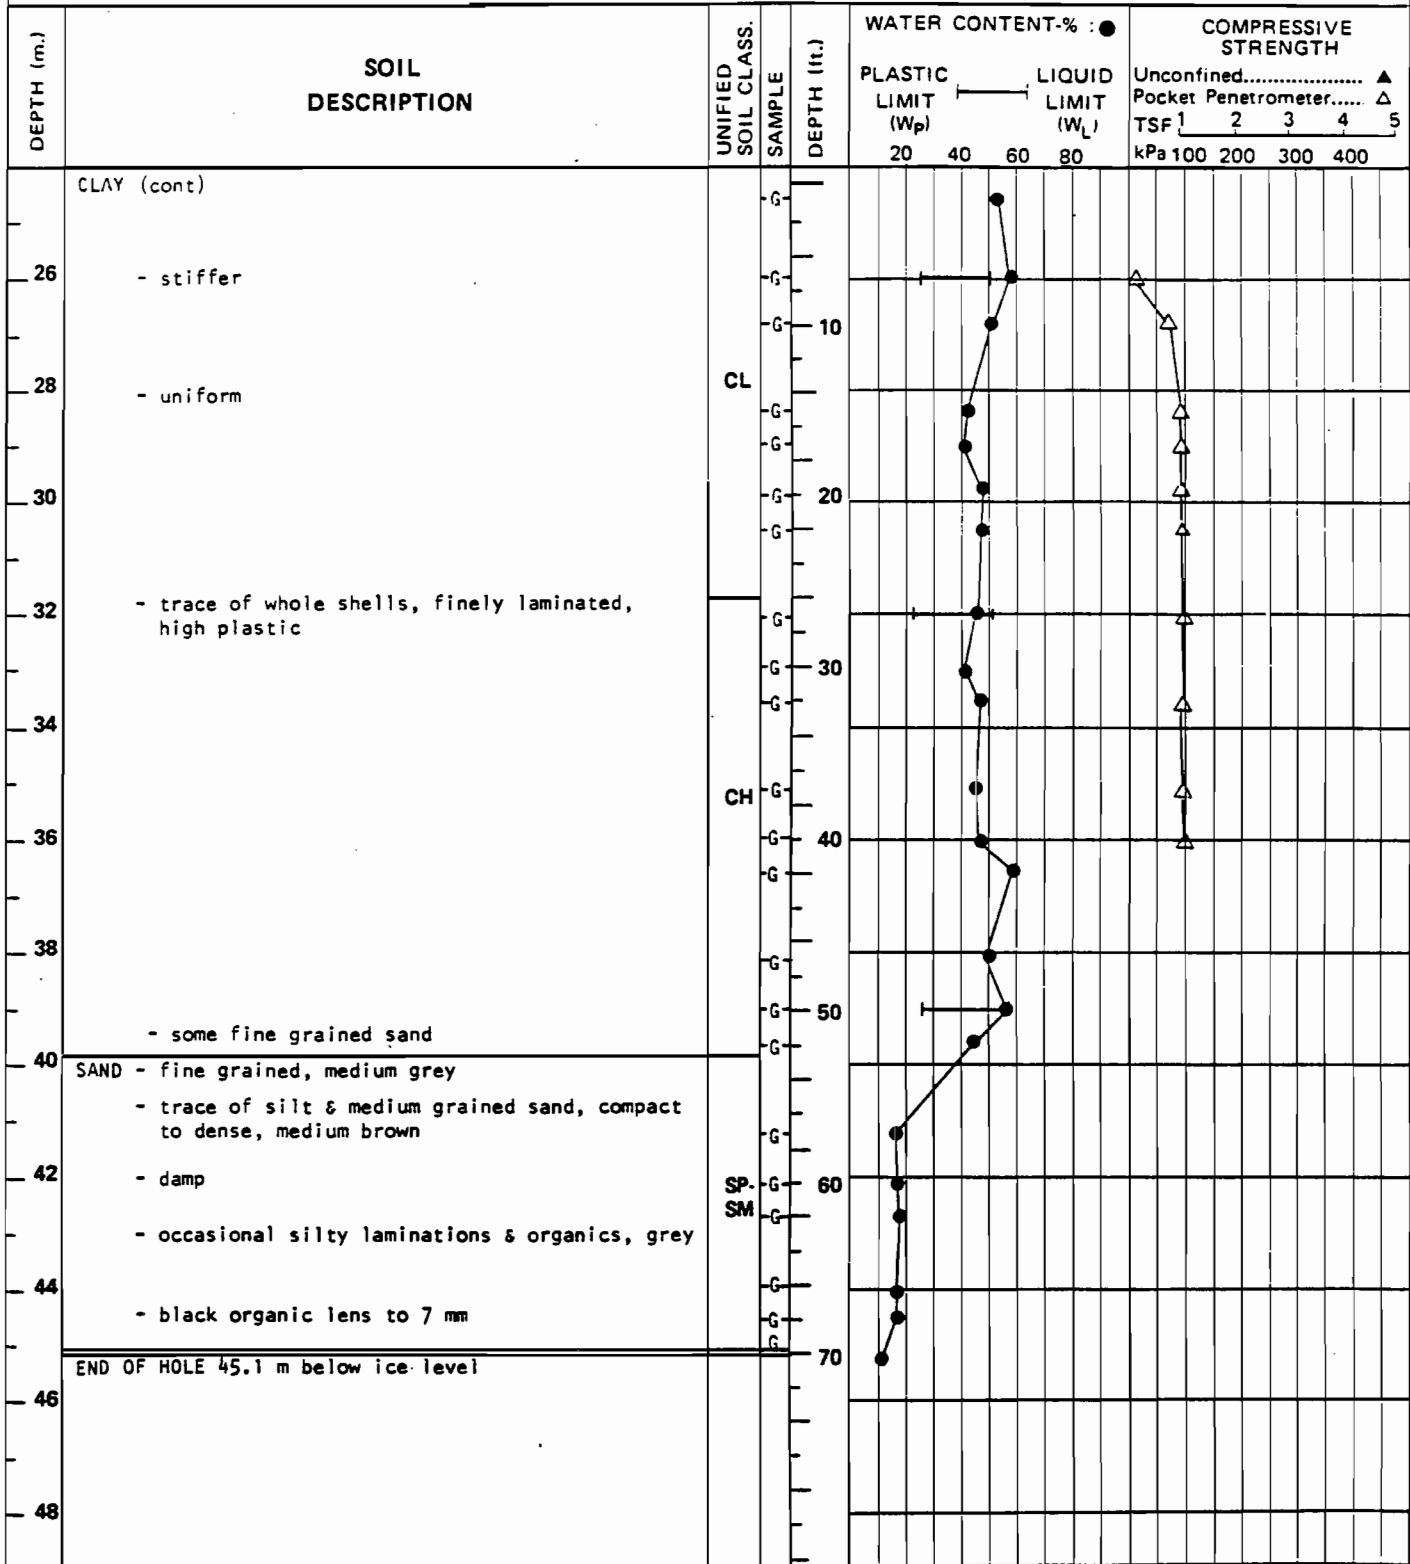 DEPTH (m.)
SOIL
DESCRIPTION
UNIFIED
SOIL CLASS.
SAMPLE
DEPTH (ft.)
WATER CONTENT-% : ●
PLASTIC
LIMIT
(Wp)
LIQUID
LIMIT
(WL)
20 40 60 80
COMPRESSIVE
STRENGTH
Unconfined.................... ▲
Pocket Penetrometer..... △
TSF 1 2 3 4 5
kPa 100 200 300 400
CLAY (cont)
G
26
- stiffer
G
G
10
28
- uniform
CL
G
G
30
G
20
G
32
- trace of whole shells, finely laminated,
high plastic
G
G
30
G
34
CH
G
36
G
40
G
38
G
G
50
- some fine grained sand
G
40
SAND - fine grained, medium grey
- trace of silt & medium grained sand, compact
to dense, medium brown
G
42
- damp
SP-
SM
G
60
G
- occasional silty laminations & organics, grey
44
G
- black organic lens to 7 mm
G
G
70
END OF HOLE 45.1 m below ice level
46
48